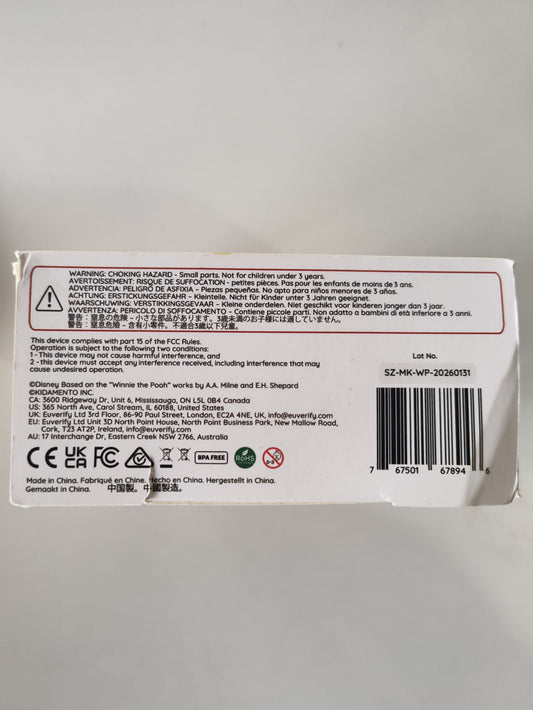 WARNING: CHOKING HAZARD - Small parts. Not for children under 3 years.
AVERTISSEMENT: RISQUE DE SUFFOCATION - petites pièces. Pas pour les enfants de moins de 3 ans.
ADVERTENCIA: PELIGRO DE ASFIXIA - Piezas pequeñas. No apto para niños menores de 3 años.
ACHTUNG: ERSTICKUNGSGEFAHR - Kleinteile. Nicht für Kinder unter 3 Jahren geeignet.
WAARSCHUWING: VERSTIKKINGSGEVAAR - Kleine onderdelen. Niet geschikt voor kinderen jonger dan 3 jaar.
AVVERTENZA: PERICOLO DI SOFFOCAMENTO - Contiene piccole parti. Non adatto a bambini di età inferiore a 3 anni.
警告：窒息の危険 - 小さな部品があります。3歳未満のお子様には適していません。
警告：窒息危險 - 含有小零件。不適合3歲以下兒童。
This device complies with part 15 of the FCC Rules.
Operation is subject to the following two conditions:
1 - This device may not cause harmful interference, and
2 - this device must accept any interference received, including interference that may
cause undesired operation.
©Disney Based on the "Winnie the Pooh" works by A.A. Milne and E.H. Shepard
©KIDAMENTO INC.
CA: 3600 Ridgeway Dr, Unit 6, Mississauga, ON L5L 0B4 Canada
US: 365 North Ave, Carol Stream, IL 60188, United States
UK: Euverify Ltd 3rd Floor, 86-90 Paul Street, London, EC2A 4NE, UK, info@euverify.com
EU: Euverify Ltd Unit 3D North Point House, North Point Business Park, New Mallow Road,
Cork, T23 AT2P, Ireland, info@euverify.com
AU: 17 Interchange Dr, Eastern Creek NSW 2766, Australia
CE UK CA FC BPA FREE RoHS 0-3
Made in China. Fabriqué en Chine. Hecho en China. Hergestellt in China.
Gemaakt in China. 中国製。中國製造。
Lot No.
SZ-MK-WP-20260131
7 67501 67894 6